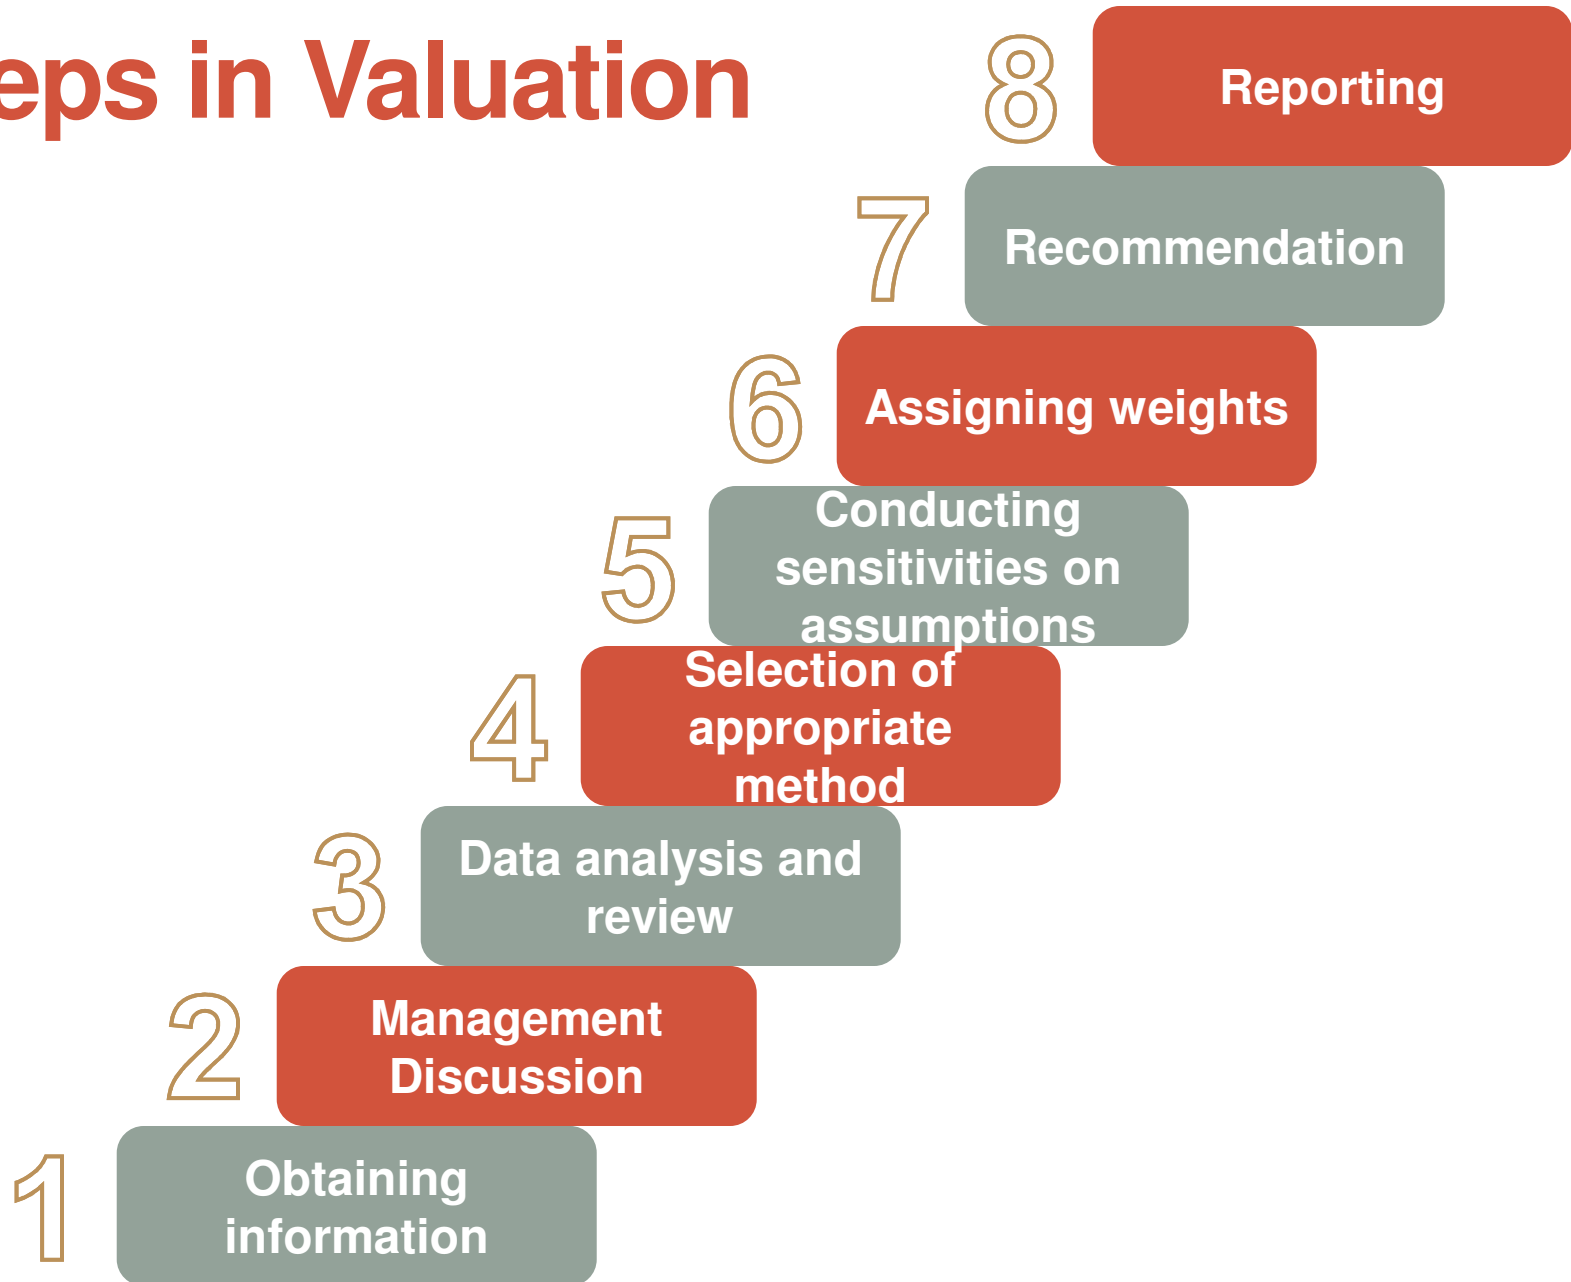 eps in Valuation
8
Reporting
7
Recommendation
6
Assigning weights
5
Conducting
sensitivities on
assumptions
4
Selection of
appropriate
method
3
Data analysis and
review
2
Management
Discussion
1
Obtaining
information